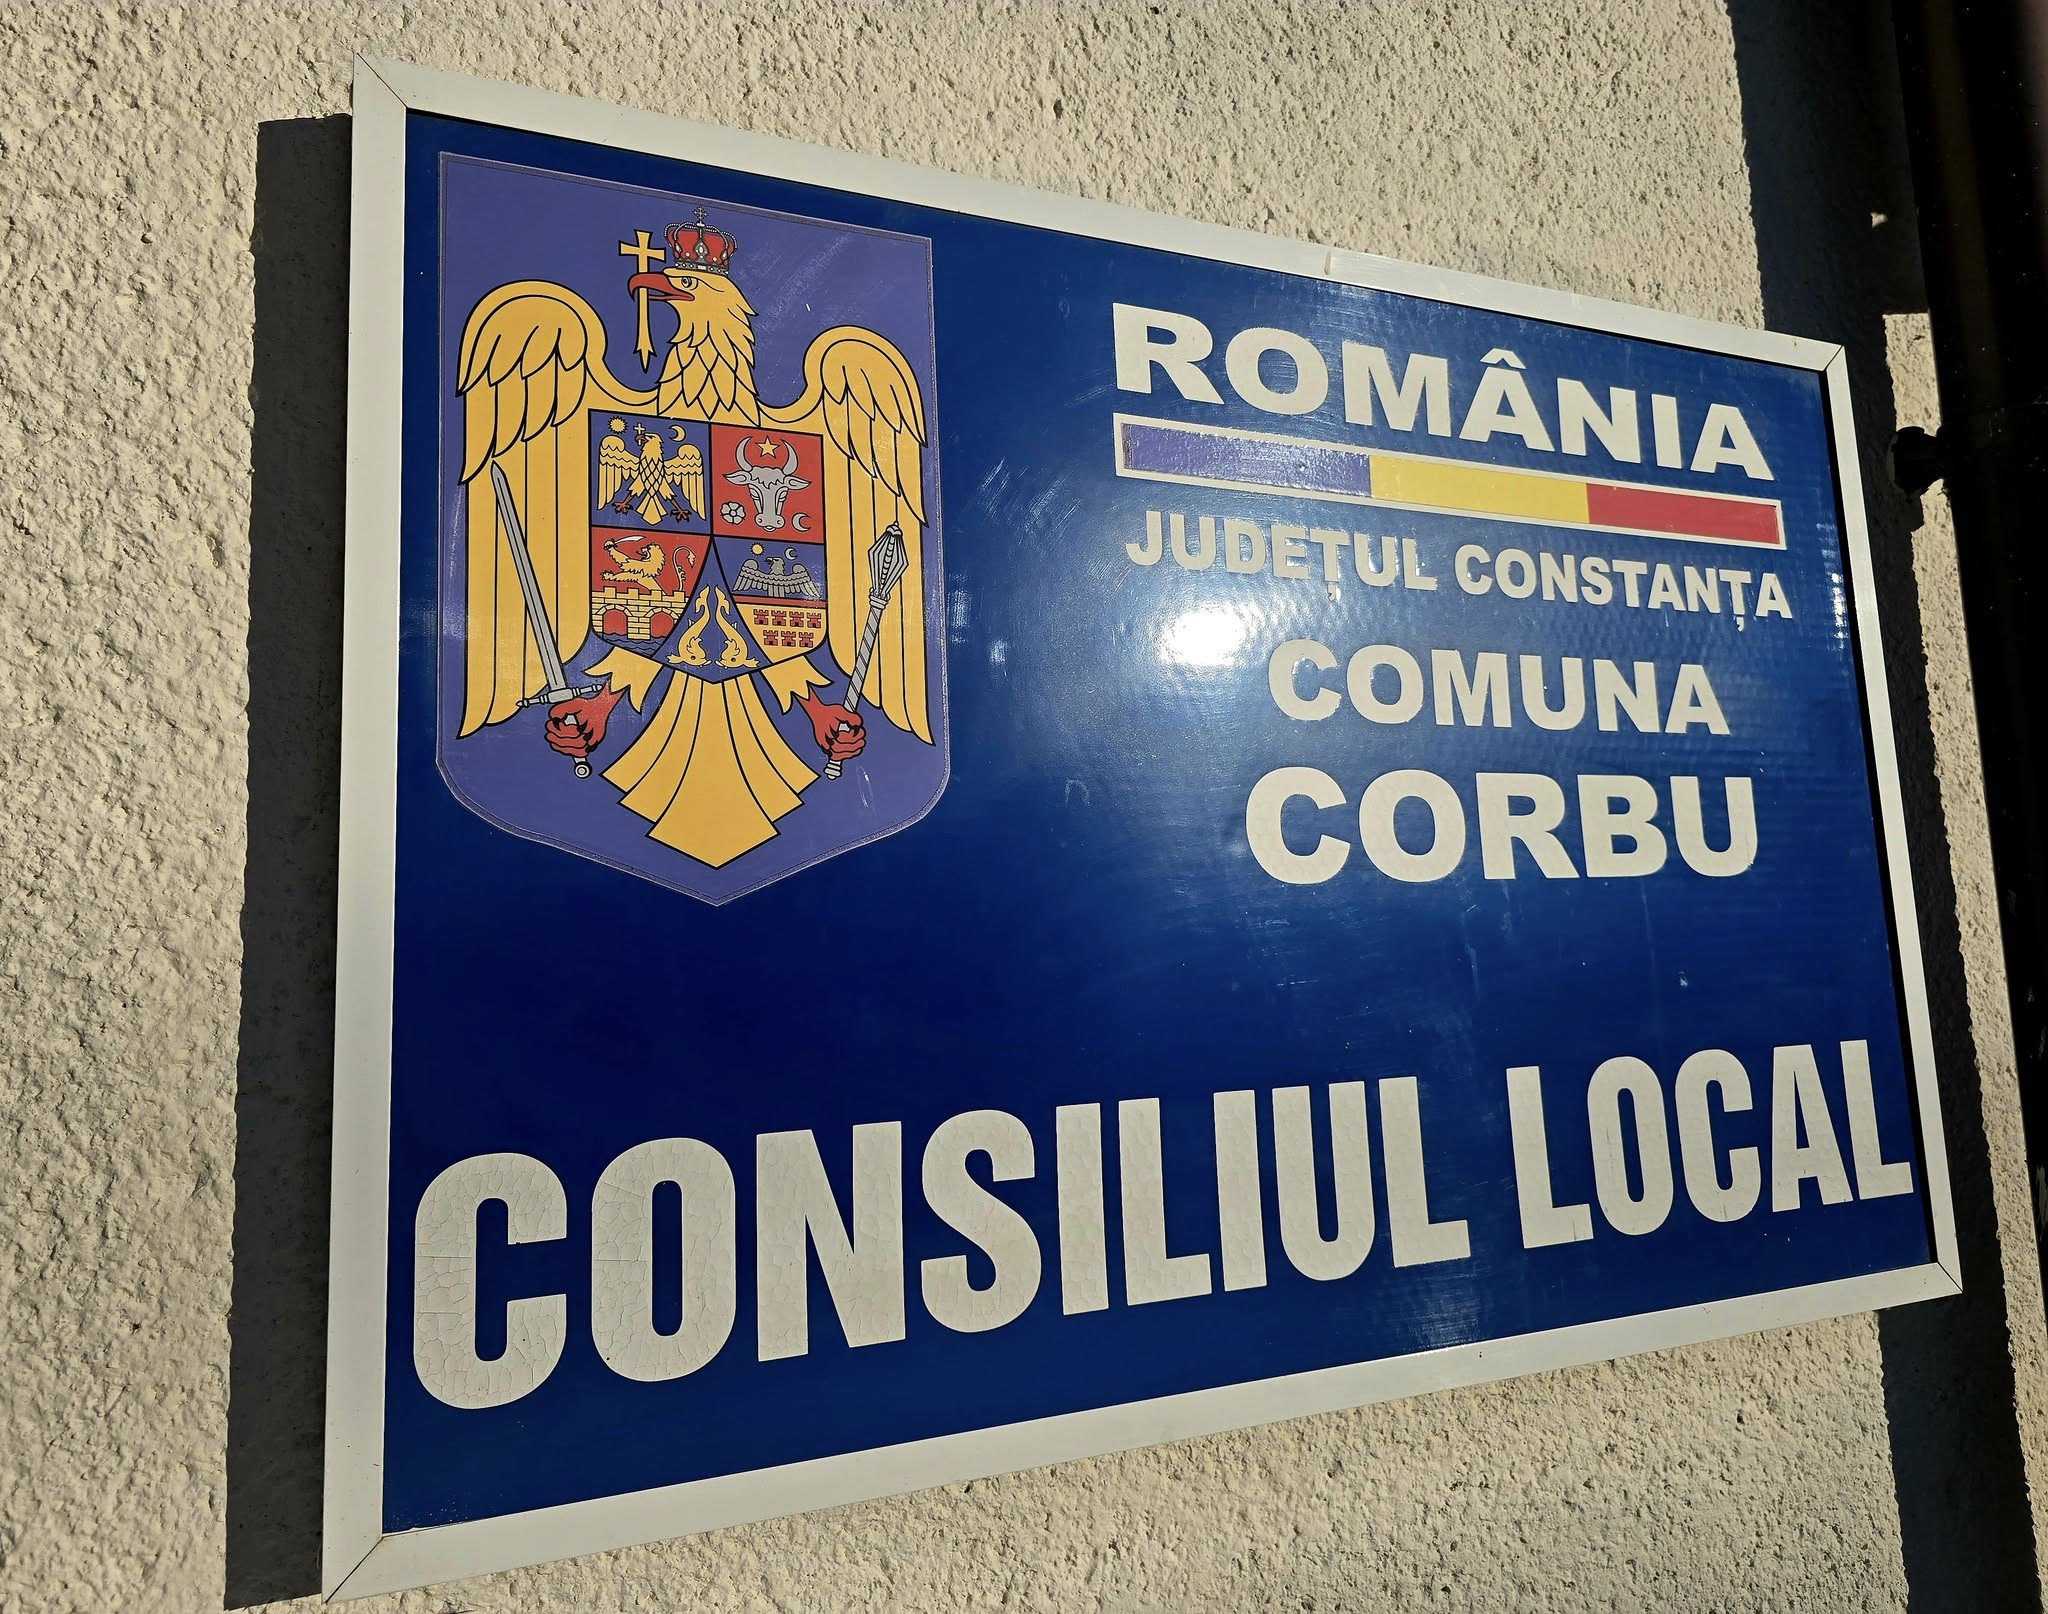 ROMÂNIA
JUDEȚUL CONSTANȚA
COMUNA
CORBU
CONSILIUL LOCAL